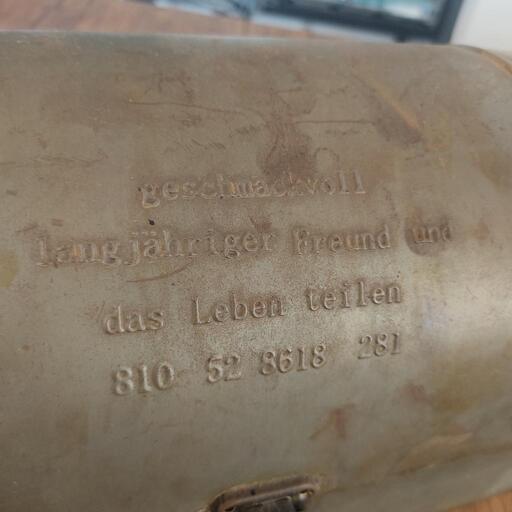 geschmackvoll
langjähriger Freund und
das Leben teilen
810 52 8618 281